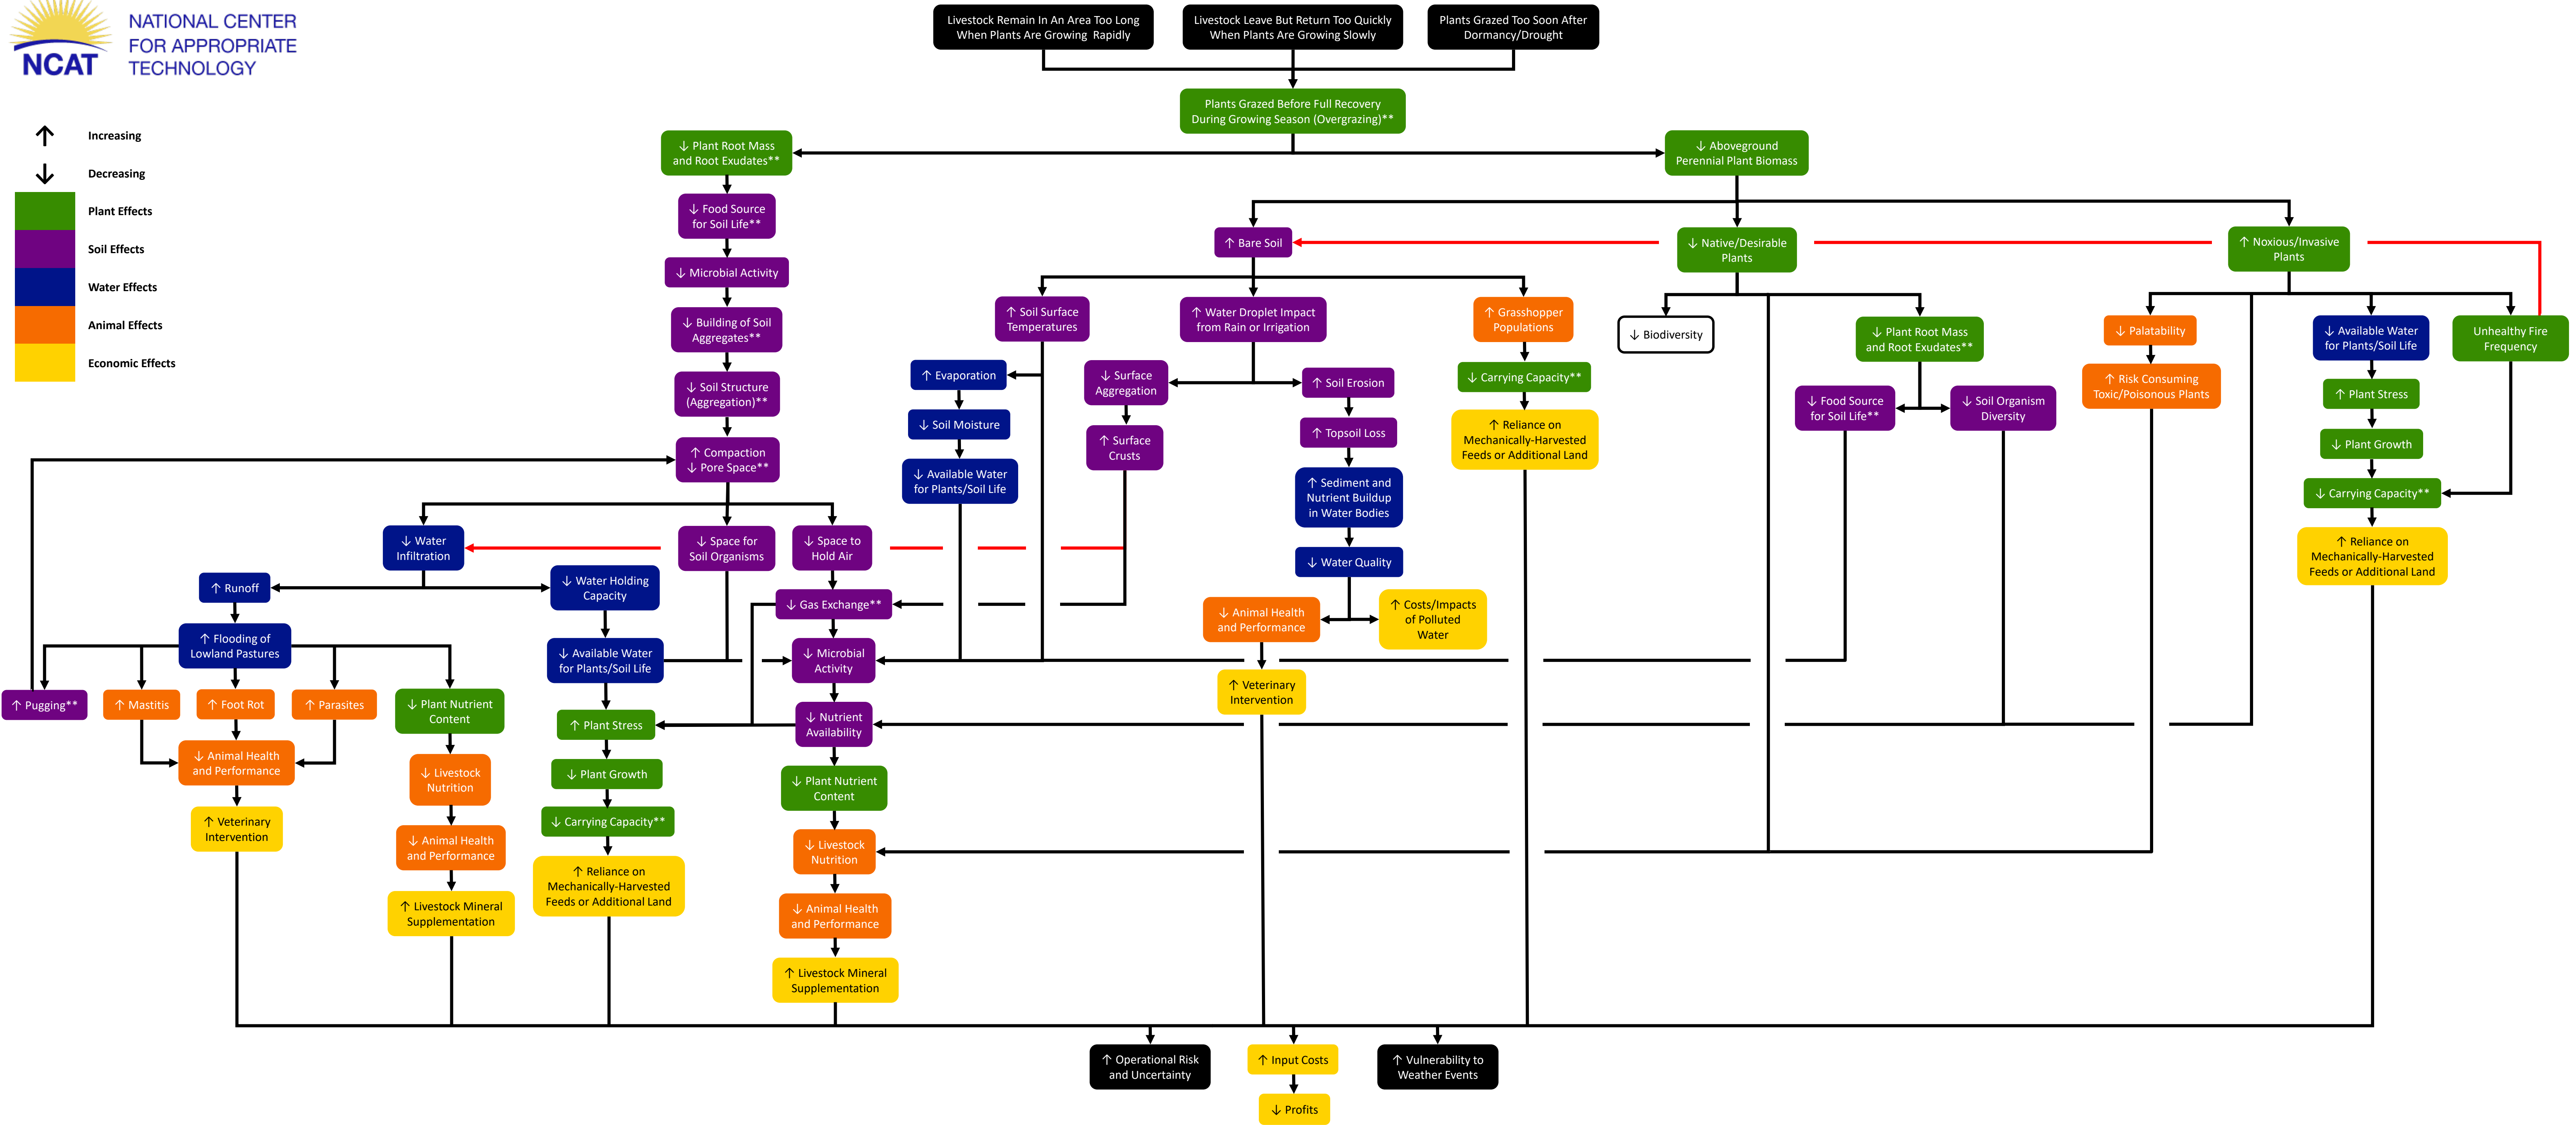 NATIONAL CENTER
FOR APPROPRIATE
TECHNOLOGY
NCAT
↑ Increasing
↓ Decreasing
Plant Effects
Soil Effects
Water Effects
Animal Effects
Economic Effects
Livestock Remain In An Area Too Long
When Plants Are Growing Rapidly
Livestock Leave But Return Too Quickly
When Plants Are Growing Slowly
Plants Grazed Too Soon After
Dormancy/Drought
Plants Grazed Before Full Recovery
During Growing Season (Overgrazing)**
↓ Plant Root Mass
and Root Exudates**
↓ Food Source
for Soil Life**
↓ Microbial Activity
↓ Building of Soil
Aggregates**
↓ Soil Structure
(Aggregation)**
↑ Compaction
↓ Pore Space**
↓ Water
Infiltration
↓ Space for
Soil Organisms
↓ Space to
Hold Air
↑ Runoff
↓ Water Holding
Capacity
↓ Gas Exchange**
↑ Flooding of
Lowland Pastures
↓ Available Water
for Plants/Soil Life
↓ Microbial
Activity
↑ Pugging**
↑ Mastitis
↑ Foot Rot
↑ Parasites
↓ Plant Nutrient
Content
↑ Plant Stress
↓ Nutrient
Availability
↓ Animal Health
and Performance
↓ Livestock
Nutrition
↓ Plant Growth
↓ Plant Nutrient
Content
↑ Veterinary
Intervention
↓ Animal Health
and Performance
↓ Carrying Capacity**
↓ Livestock
Nutrition
↑ Livestock Mineral
Supplementation
↑ Reliance on
Mechanically-Harvested
Feeds or Additional Land
↓ Animal Health
and Performance
↑ Livestock Mineral
Supplementation
↓ Aboveground
Perennial Plant Biomass
↑ Bare Soil
↓ Native/Desirable
Plants
↑ Noxious/Invasive
Plants
↑ Soil Surface
Temperatures
↑ Water Droplet Impact
from Rain or Irrigation
↑ Grasshopper
Populations
↑ Evaporation
↓ Soil Moisture
↓ Available Water
for Plants/Soil Life
↓ Surface
Aggregation
↑ Surface
Crusts
↑ Soil Erosion
↑ Topsoil Loss
↑ Sediment and
Nutrient Buildup
in Water Bodies
↓ Water Quality
↓ Animal Health
and Performance
↑ Costs/Impacts
of Polluted
Water
↑ Veterinary
Intervention
↓ Carrying Capacity**
↑ Reliance on
Mechanically-Harvested
Feeds or Additional Land
↓ Biodiversity
↓ Plant Root Mass
and Root Exudates**
↓ Food Source
for Soil Life**
↓ Soil Organism
Diversity
↓ Palatability
↑ Risk Consuming
Toxic/Poisonous Plants
↓ Available Water
for Plants/Soil Life
↑ Plant Stress
↓ Plant Growth
↓ Carrying Capacity**
↑ Reliance on
Mechanically-Harvested
Feeds or Additional Land
Unhealthy Fire
Frequency
↑ Operational Risk
and Uncertainty
↑ Input Costs
↓ Profits
↑ Vulnerability to
Weather Events